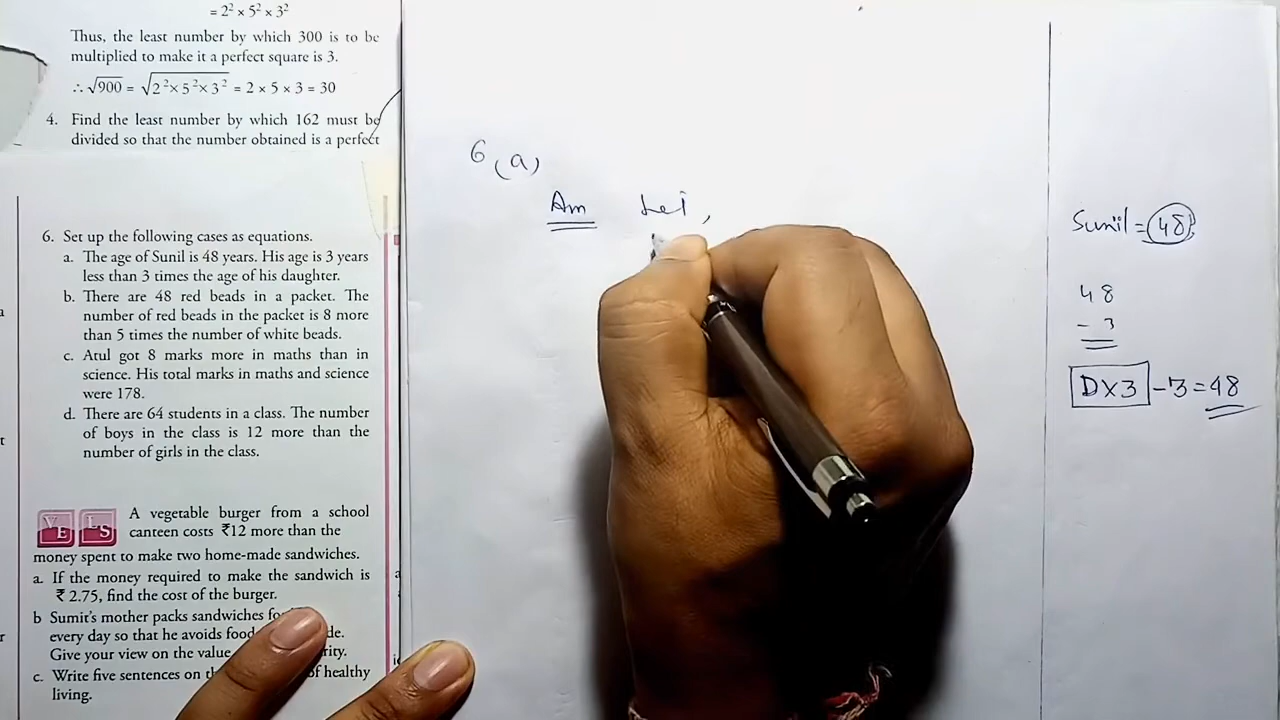 = 2² × 5² × 3²
Thus, the least number by which 300 is to be
multiplied to make it a perfect square is 3.
∴ √900 = √2² × 5² × 3² = 2 × 5 × 3 = 30
4. Find the least number by which 162 must be
divided so that the number obtained is a perfect
6. Set up the following cases as equations.
a. The age of Sunil is 48 years. His age is 3 years
less than 3 times the age of his daughter.
b. There are 48 red beads in a packet. The
number of red beads in the packet is 8 more
than 5 times the number of white beads.
c. Atul got 8 marks more in maths than in
science. His total marks in maths and science
were 178.
d. There are 64 students in a class. The number
of boys in the class is 12 more than the
number of girls in the class.
VE LS
A vegetable burger from a school
canteen costs ₹12 more than the
money spent to make two home-made sandwiches.
a. If the money required to make the sandwich is
₹ 2.75, find the cost of the burger.
b Sumit's mother packs sandwiches
every day so that he avoids food
Give your view on the value
c. Write five sentences on of healthy
living.
6 (a)
Let,
Sunil = 48
48
- 3
D×3 - 3 = 48